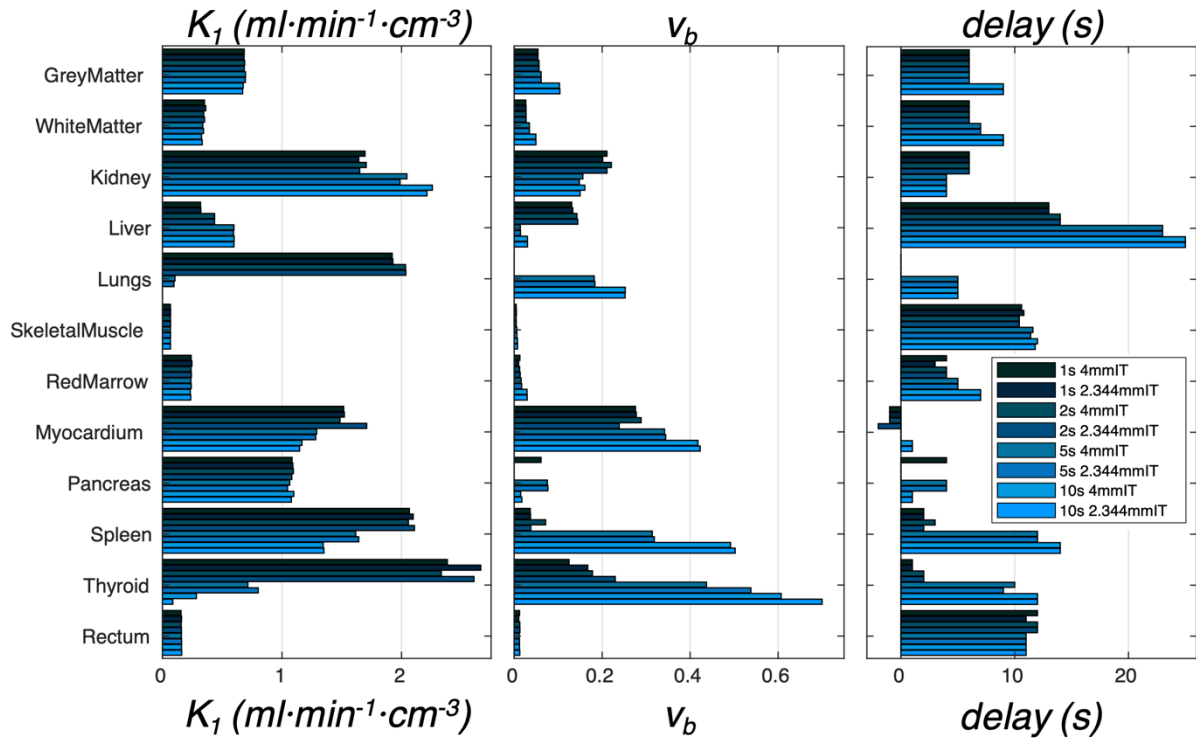 K₁ (ml·min⁻¹·cm⁻³) v_b delay (s)
GreyMatter
WhiteMatter
Kidney
Liver
Lungs
SkeletalMuscle
RedMarrow
Myocardium
Pancreas
Spleen
Thyroid
Rectum
1s 4mmIT
1s 2.344mmIT
2s 4mmIT
2s 2.344mmIT
5s 4mmIT
5s 2.344mmIT
10s 4mmIT
10s 2.344mmIT
0 1 2 0 0.2 0.4 0.6 0 10 20
K₁ (ml·min⁻¹·cm⁻³) v_b delay (s)